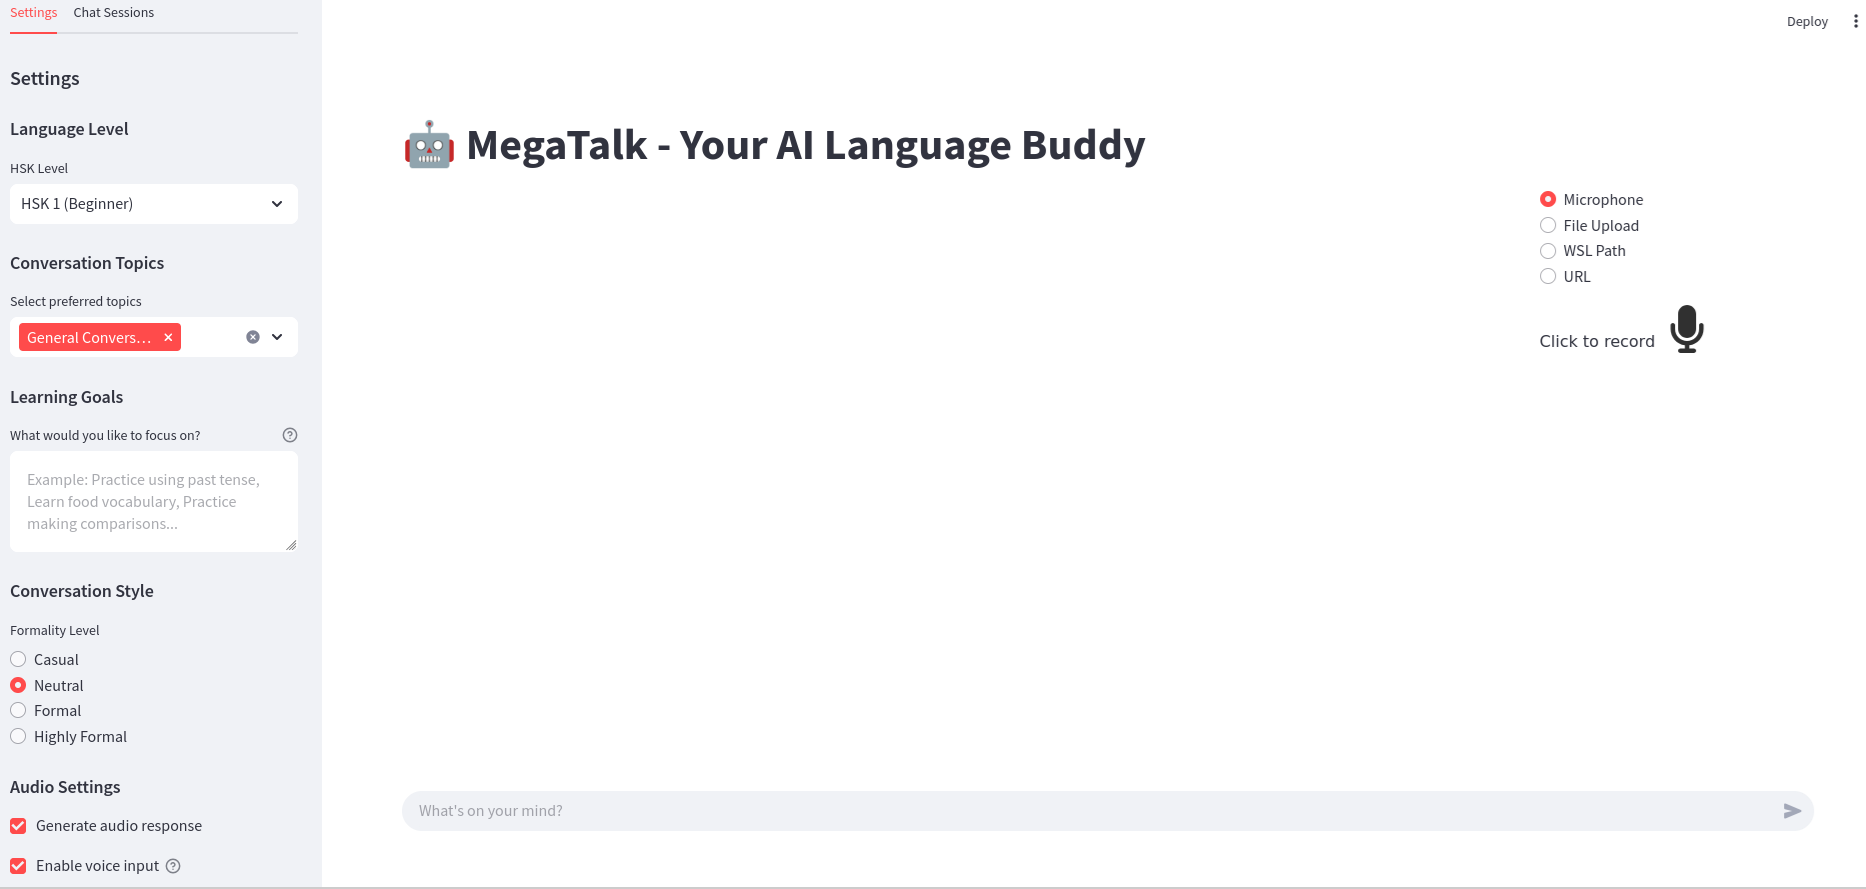 Settings Chat Sessions
Settings
Language Level
HSK Level
HSK 1 (Beginner)
Conversation Topics
Select preferred topics
General Convers...
Learning Goals
What would you like to focus on?
Example: Practice using past tense,
Learn food vocabulary, Practice
making comparisons...
Conversation Style
Formality Level
Casual
Neutral
Formal
Highly Formal
Audio Settings
Generate audio response
Enable voice input
Deploy
MegaTalk - Your AI Language Buddy
Microphone
File Upload
WSL Path
URL
Click to record
What's on your mind?